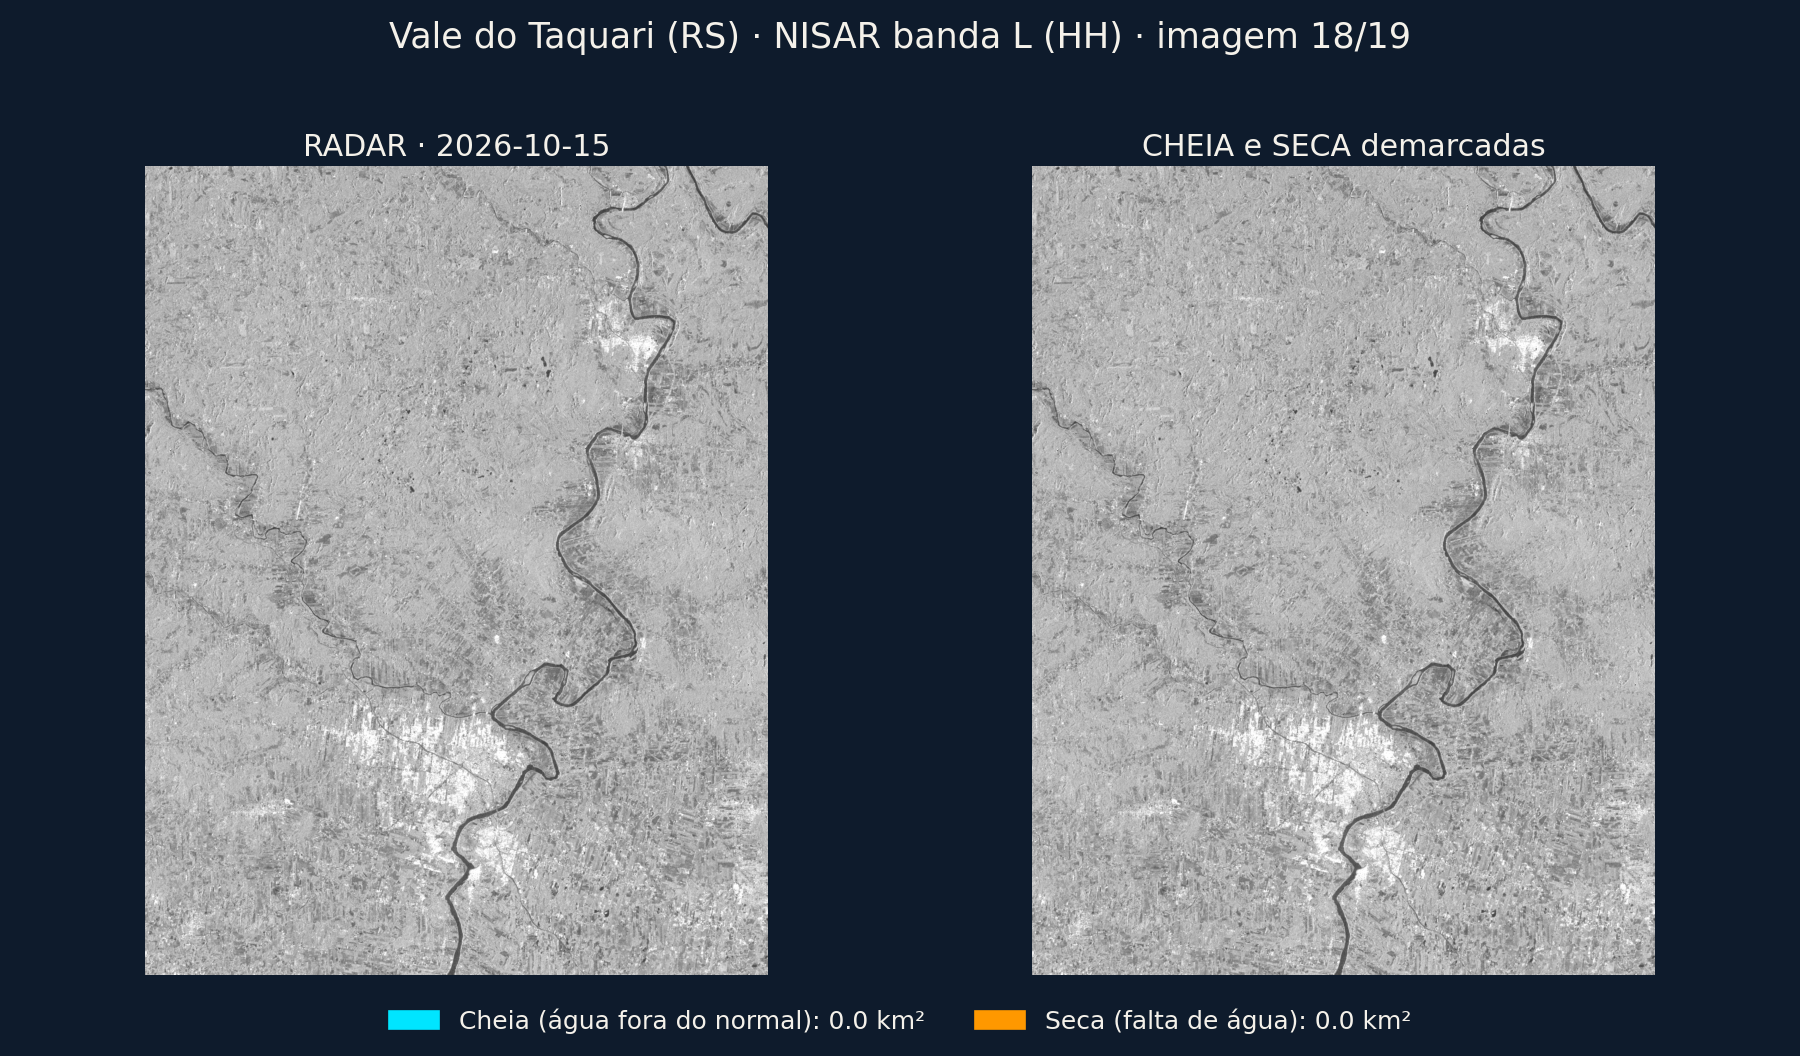 Vale do Taquari (RS) · NISAR banda L (HH) · imagem 18/19
RADAR · 2026-10-15
CHEIA e SECA demarcadas
Cheia (água fora do normal): 0.0 km²
Seca (falta de água): 0.0 km²